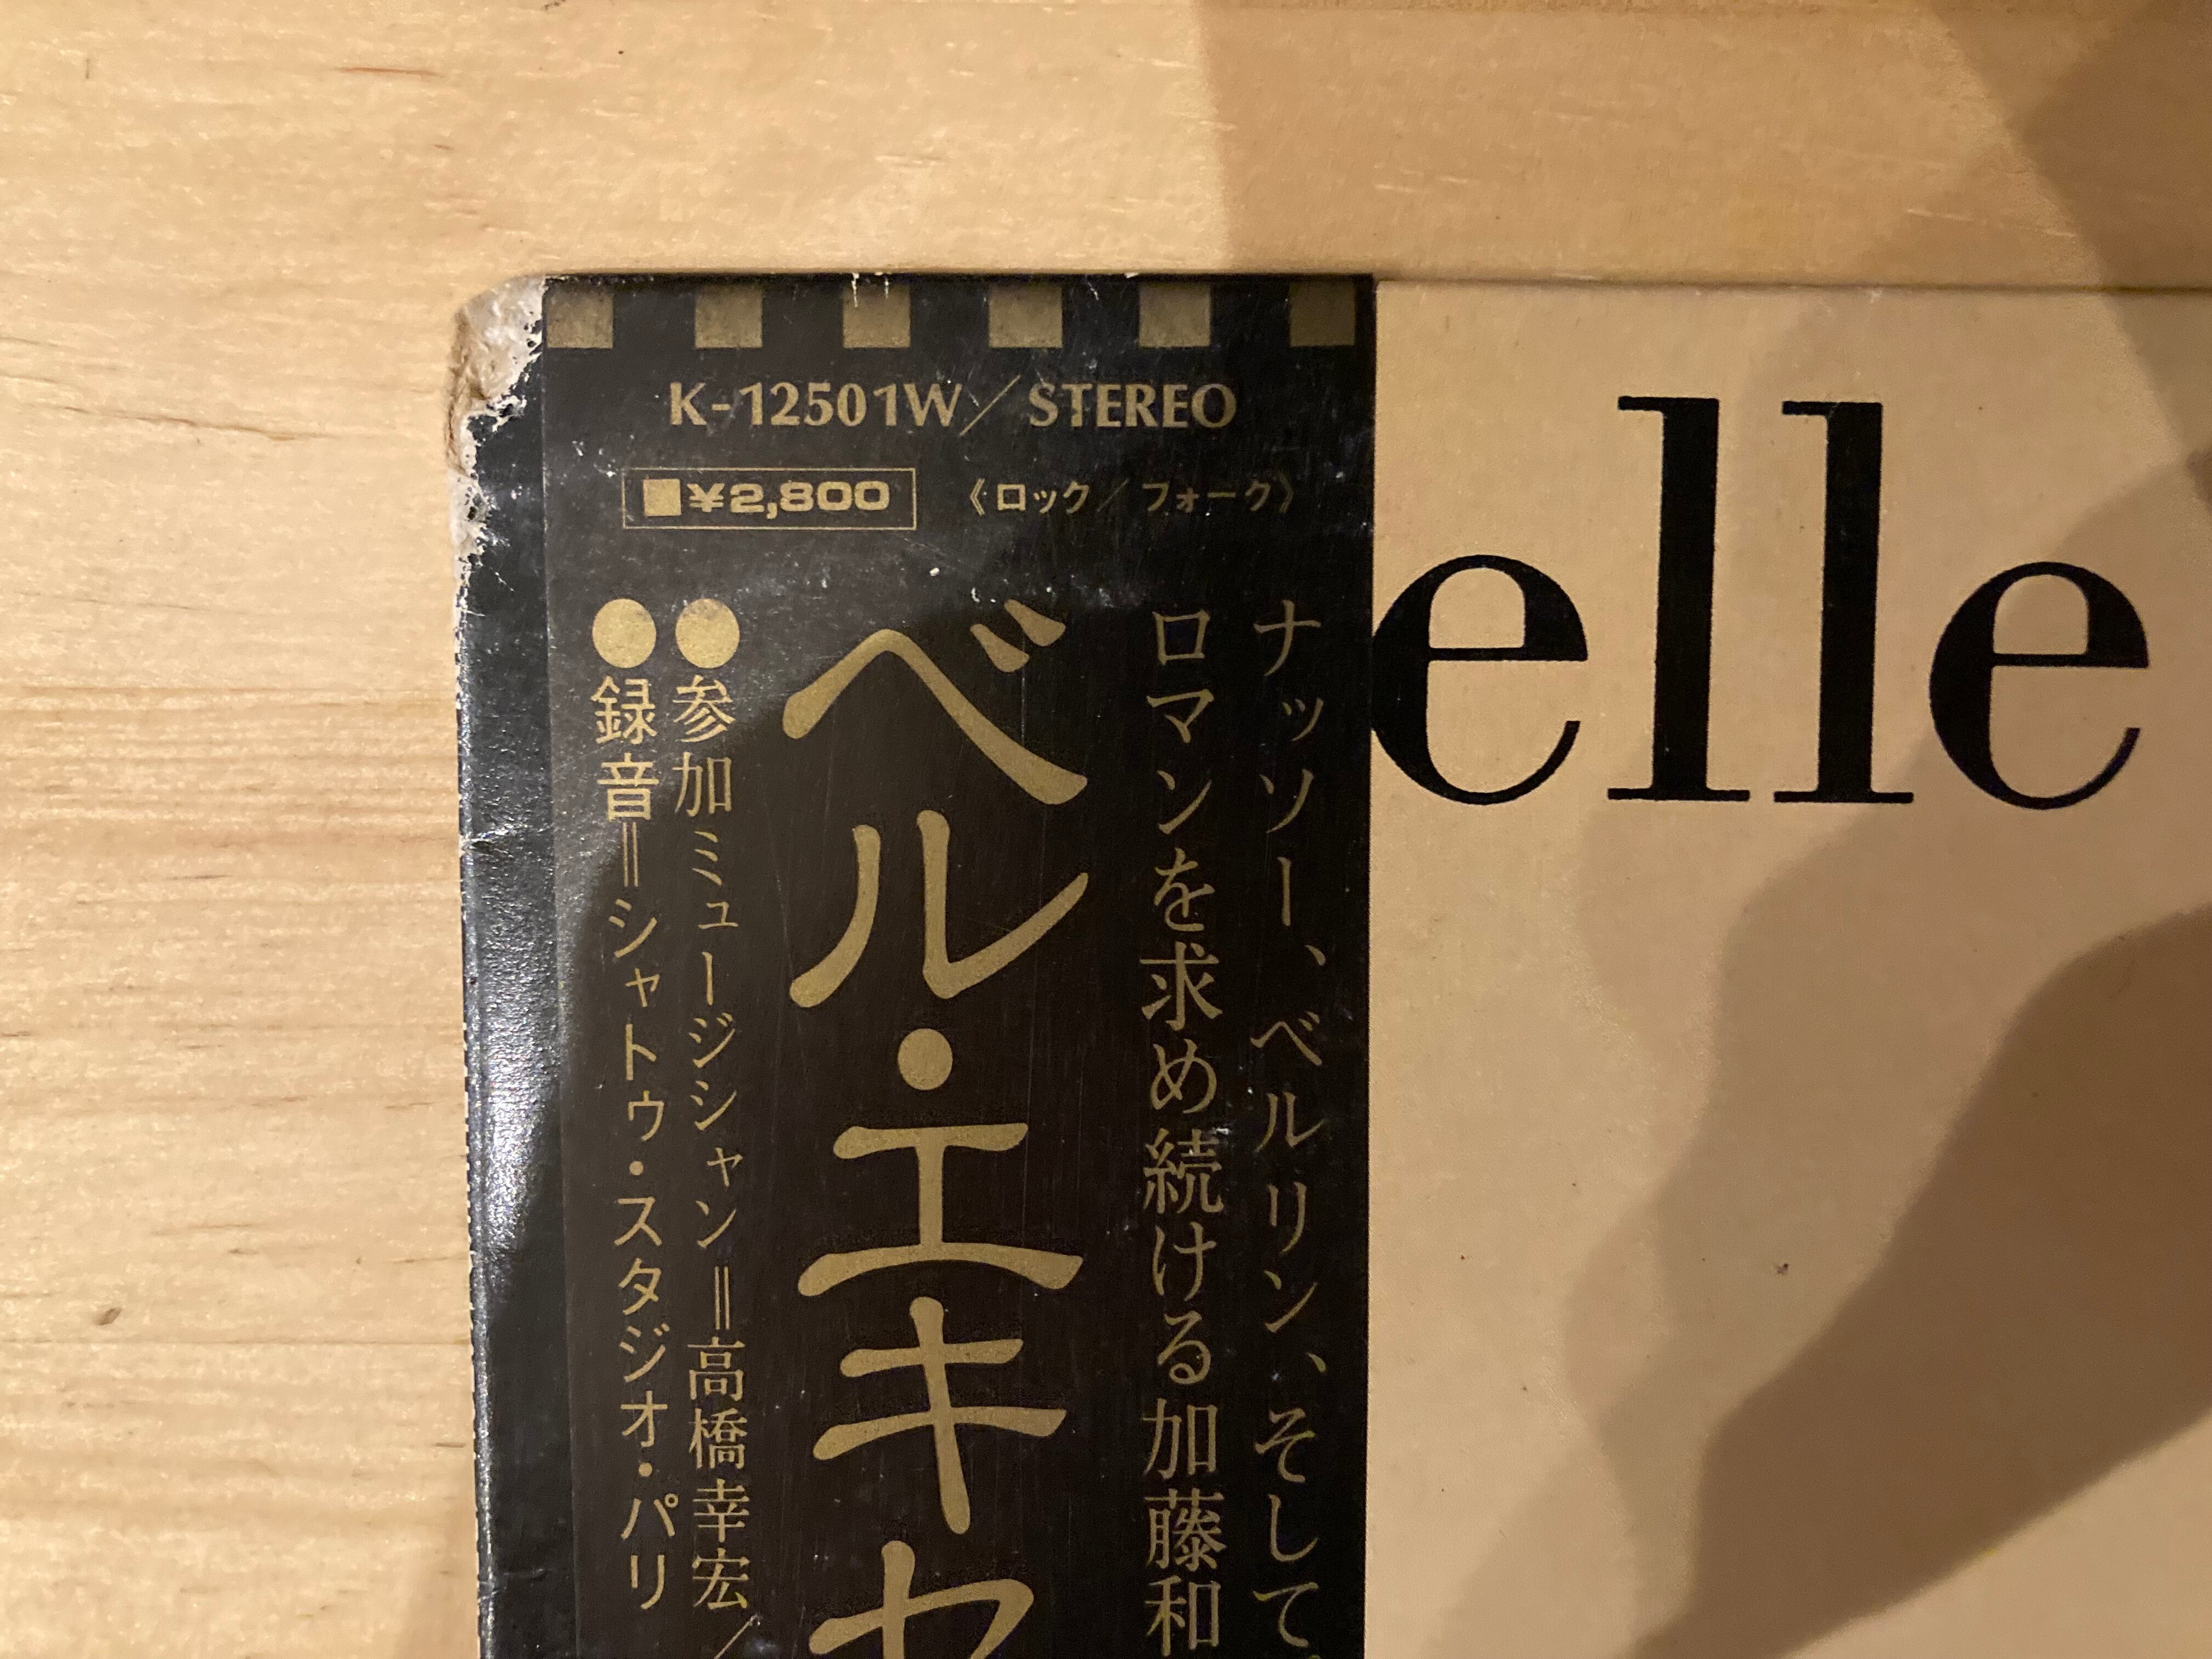 K-12501W／STEREO
■¥2,800
《ロック／フォーク》
ナッソー、ベルリン、そして
ロマンを求め続ける加藤和
ベル・エキセ
●参加ミュージシャン＝高橋幸宏／
●録音＝シャトゥ・スタジオ・パリ
elle